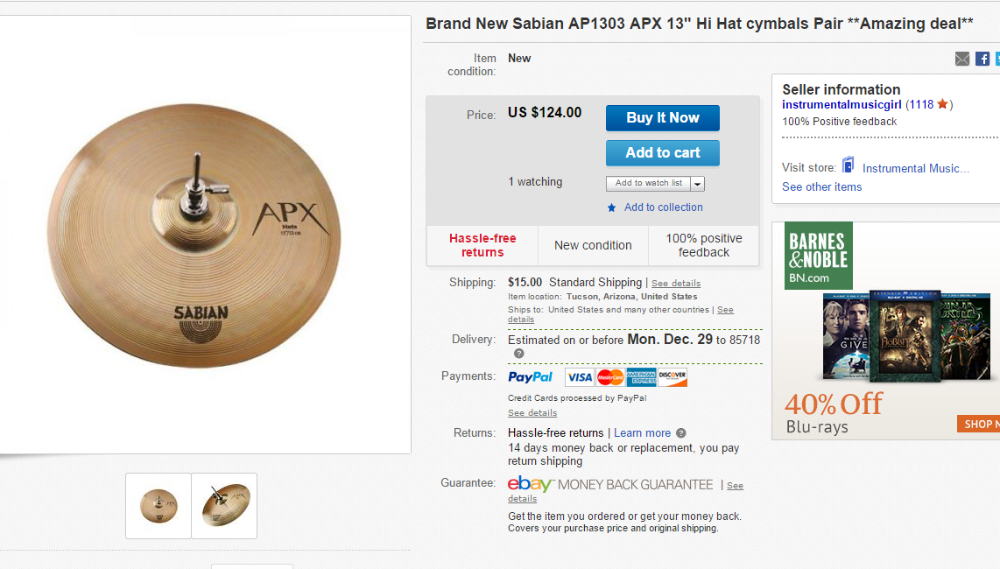 Brand New Sabian AP1303 APX 13" Hi Hat cymbals Pair **Amazing deal**
Item condition:
New
Price:
US $124.00
Buy It Now
Add to cart
1 watching
Add to watch list
Add to collection
Hassle-free returns
New condition
100% positive feedback
Shipping:
$15.00 Standard Shipping | See details
Item location: Tucson, Arizona, United States
Ships to: United States and many other countries | See
details
Delivery:
Estimated on or before Mon. Dec. 29 to 85718
?
Payments:
PayPal VISA MasterCard AMERICAN EXPRESS DISCOVER
Credit Cards processed by PayPal
See details
Returns:
Hassle-free returns | Learn more ?
14 days money back or replacement, you pay
return shipping
Guarantee:
ebay MONEY BACK GUARANTEE | See
details
Get the item you ordered or get your money back.
Covers your purchase price and original shipping.
APX
Hats
SABIAN
Seller information
instrumentalmusicgirl (1118)
100% Positive feedback
Visit store: Instrumental Music...
See other items
BARNES
&NOBLE
BN.com
EXTENDED EDITION
GIVE
HOBBIT
NINJA
40% Off
Blu-rays
SHOP N